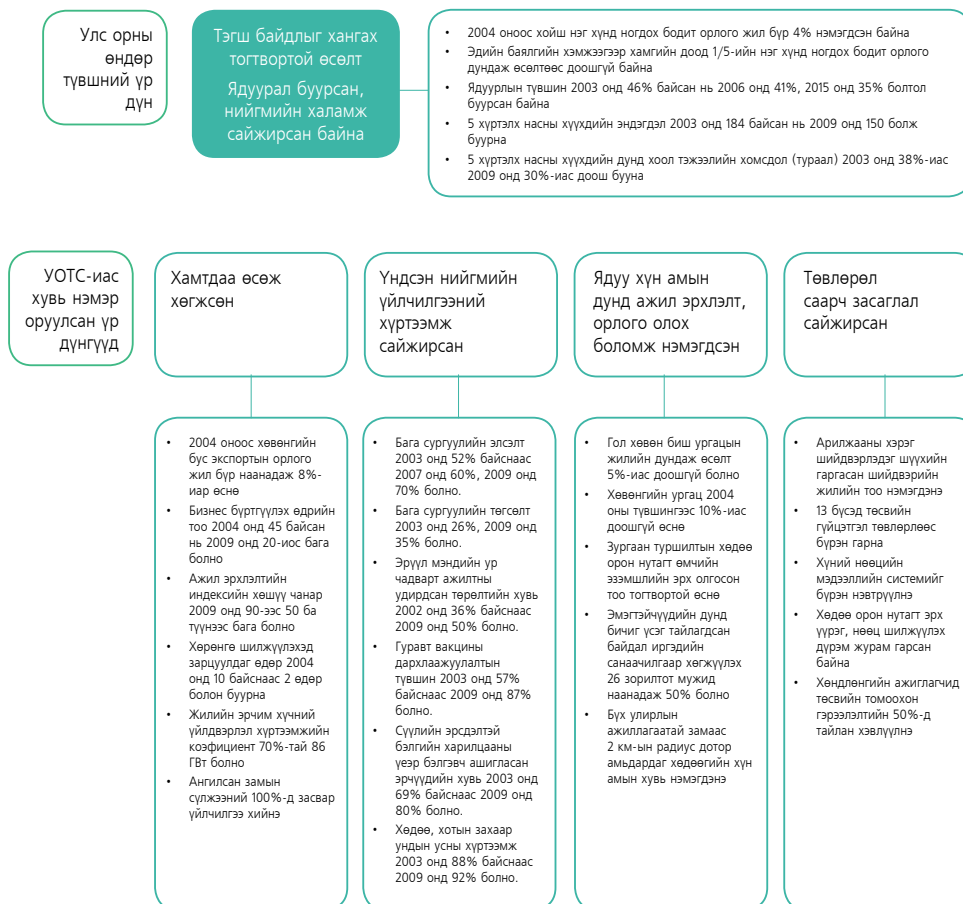 Улс орны
өндөр
түвшний үр
дүн
Тэгш байдлыг хангах
тогтвортой өсөлт
Ядуурал буурсан,
нийгмийн халамж
сайжирсан байна
• 2004 оноос хойш нэг хүнд ногдох бодит орлого жил бүр 4% нэмэгдсэн байна
• Эдийн баялгийн хэмжээгээр хамгийн доод 1/5-ийн нэг хүнд ногдох бодит орлого
дундаж өсөлтөөс доошгүй байна
• Ядуурлын түвшин 2003 онд 46% байсан нь 2006 онд 41%, 2015 онд 35% болтол
буурсан байна
• 5 хүртэлх насны хүүхдийн эндэгдэл 2003 онд 184 байсан нь 2009 онд 150 болж
буурна
• 5 хүртэлх насны хүүхдийн дунд хоол тэжээлийн хомсдол (тураал) 2003 онд 38%-иас
2009 онд 30%-иас доош бууна
УОТС-иас
хувь нэмэр
оруулсан үр
дүнгүүд
Хамтдаа өсөж
хөгжсөн
• 2004 оноос хөвөнгийн
бус экспортын орлого
жил бүр наанадаж 8%-
иар өснө
• Бизнес бүртгүүлэх өдрийн
тоо 2004 онд 45 байсан
нь 2009 онд 20-иос бага
болно
• Ажил эрхлэлтийн
индексийн хөшүү чанар
2009 онд 90-ээс 50 ба
түүнээс бага болно
• Хөрөнгө шилжүүлэхэд
зарцуулдаг өдөр 2004
онд 10 байснаас 2 өдөр
болон буурна
• Жилийн эрчим хүчний
үйлдвэрлэл хүртээмжийн
коэфициент 70%-тай 86
ГВт болно
• Ангилсан замын
сүлжээний 100%-д засвар
үйлчилгээ хийнэ
Үндсэн нийгмийн
үйлчилгээний
хүртээмж
сайжирсан
• Бага сургуулийн элсэлт
2003 онд 52% байснаас
2007 онд 60%, 2009 онд
70% болно.
• Бага сургуулийн төгсөлт
2003 онд 26%, 2009 онд
35% болно.
• Эрүүл мэндийн ур
чадварт ажилтны
удирдсан төрөлтийн хувь
2002 онд 36% байснаас
2009 онд 50% болно.
• Гуравт вакцины
дархлаажуулалтын
түвшин 2003 онд 57%
байснаас 2009 онд 87%
болно.
• Сүүлийн эрсдэлтэй
бэлгийн харилцааны
үеэр бэлгэвч ашигласан
эрчүүдийн хувь 2003 онд
69% байснаас 2009 онд
80% болно.
• Хөдөө, хотын захаар
ундын усны хүртээмж
2003 онд 88% байснаас
2009 онд 92% болно.
Ядуу хүн амын
дунд ажил эрхлэлт,
орлого олох
боломж нэмэгдсэн
• Гол хөвөн биш ургацын
жилийн дундаж өсөлт
5%-иас доошгүй болно
• Хөвөнгийн ургац 2004
оны түвшингээс 10%-иас
доошгүй өснө
• Зургаан туршилтын хөдөө
орон нутагт өмчийн
эзэмшлийн эрх олгосон
тоо тогтвортой өснө
• Эмэгтэйчүүдийн дунд
бичиг үсэг тайлагдсан
байдал иргэдийн
санаачилгаар хөгжүүлэх
26 зорилтот мужид
наанадаж 50% болно
• Бүх улирлын
ажиллагаатай замаас
2 км-ын радиус дотор
амьдардаг хөдөөгийн хүн
амын хувь нэмэгдэнэ
Төвлөрөл
саарч засаглал
сайжирсан
• Арилжааны хэрэг
шийдвэрлэдэг шүүхийн
гаргасан шийдвэрийн
жилийн тоо нэмэгдэнэ
• 13 бүсэд төсвийн
гүйцэтгэл төвлөрлөөс
бүрэн гарна
• Хүний нөөцийн
мэдээллийн системийг
бүрэн нэвтрүүлнэ
• Хөдөө орон нутагт эрх
үүрэг, нөөц шилжүүлэх
дүрэм журам гарсан
байна
• Хөндлөнгийн ажиглагчид
төсвийн томоохон
гэрээлэлтийн 50%-д
тайлан хэвлүүлнэ